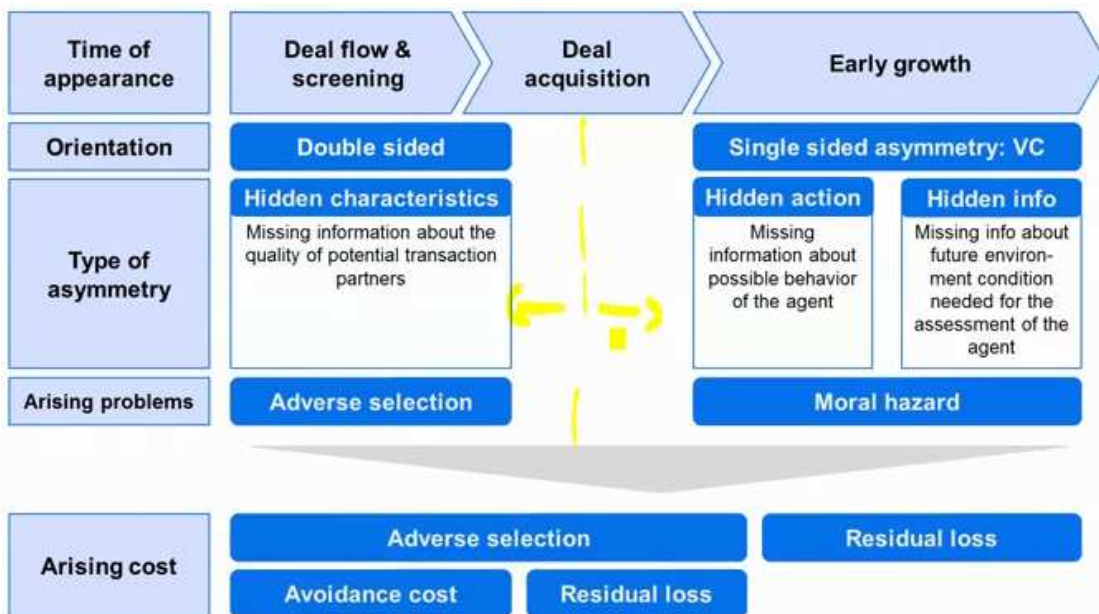 Time of
appearance
Deal flow &
screening
Deal
acquisition
Early growth
Orientation
Double sided
Single sided asymmetry: VC
Type of
asymmetry
Hidden characteristics
Missing information about the
quality of potential transaction
partners
Hidden action
Missing
information about
possible behavior
of the agent
Hidden info
Missing info about
future environ-
ment condition
needed for the
assessment of the
agent
Arising problems
Adverse selection
Moral hazard
Arising cost
Adverse selection
Residual loss
Avoidance cost
Residual loss